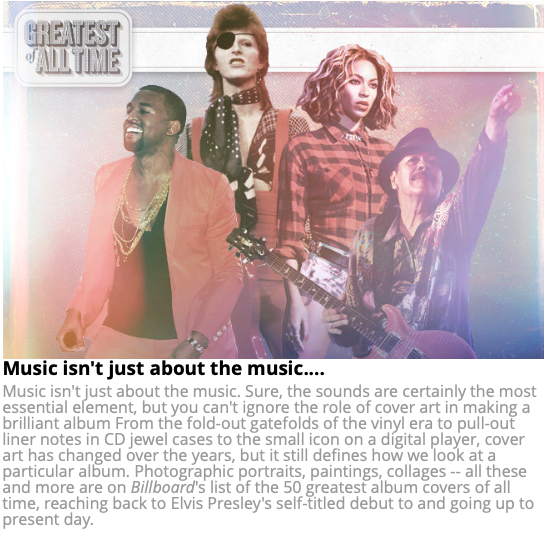 GREATEST
of ALL TIME
Music isn't just about the music....
Music isn't just about the music. Sure, the sounds are certainly the most
essential element, but you can't ignore the role of cover art in making a
brilliant album From the fold-out gatefolds of the vinyl era to pull-out
liner notes in CD jewel cases to the small icon on a digital player, cover
art has changed over the years, but it still defines how we look at a
particular album. Photographic portraits, paintings, collages -- all these
and more are on Billboard's list of the 50 greatest album covers of all
time, reaching back to Elvis Presley's self-titled debut to and going up to
present day.